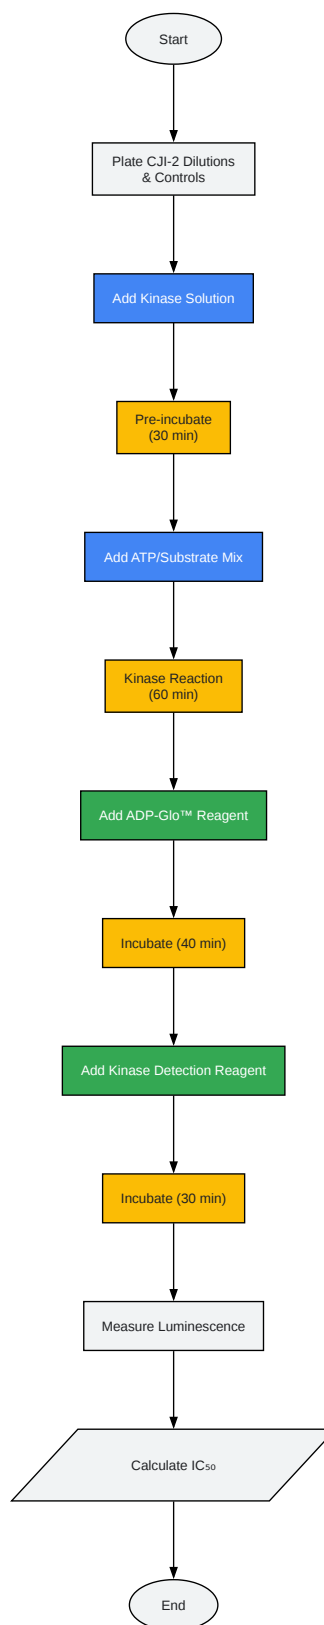 Start
Plate CJI-2 Dilutions
& Controls
Add Kinase Solution
Pre-incubate
(30 min)
Add ATP/Substrate Mix
Kinase Reaction
(60 min)
Add ADP-Glo™ Reagent
Incubate (40 min)
Add Kinase Detection Reagent
Incubate (30 min)
Measure Luminescence
Calculate IC₅₀
End